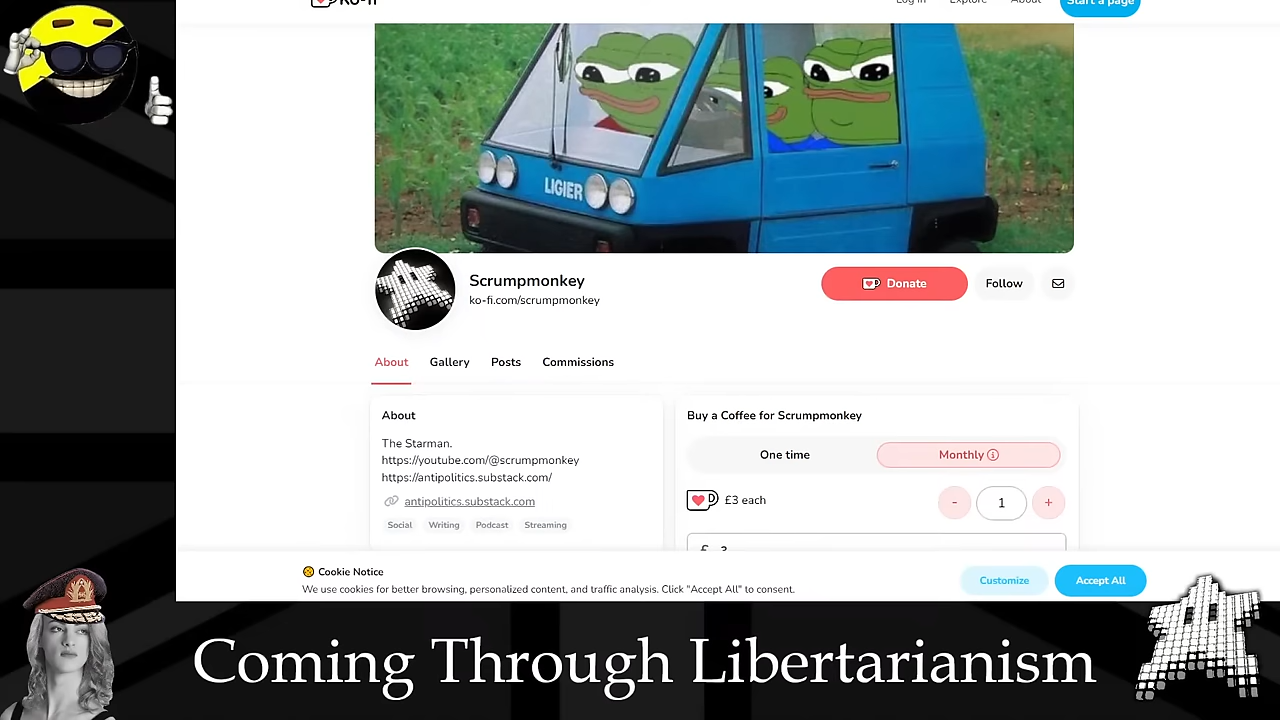 Ko-fi
Log in
Explore
About
Start a page
LIGIER
Scrumpmonkey
ko-fi.com/scrumpmonkey
Donate
Follow
About
Gallery
Posts
Commissions
About
The Starman.
https://youtube.com/@scrumpmonkey
https://antipolitics.substack.com/
antipolitics.substack.com
Social
Writing
Podcast
Streaming
Buy a Coffee for Scrumpmonkey
One time
Monthly
£3 each
-
1
+
£ 3
Cookie Notice
We use cookies for better browsing, personalized content, and traffic analysis. Click "Accept All" to consent.
Customize
Accept All
Coming Through Libertarianism